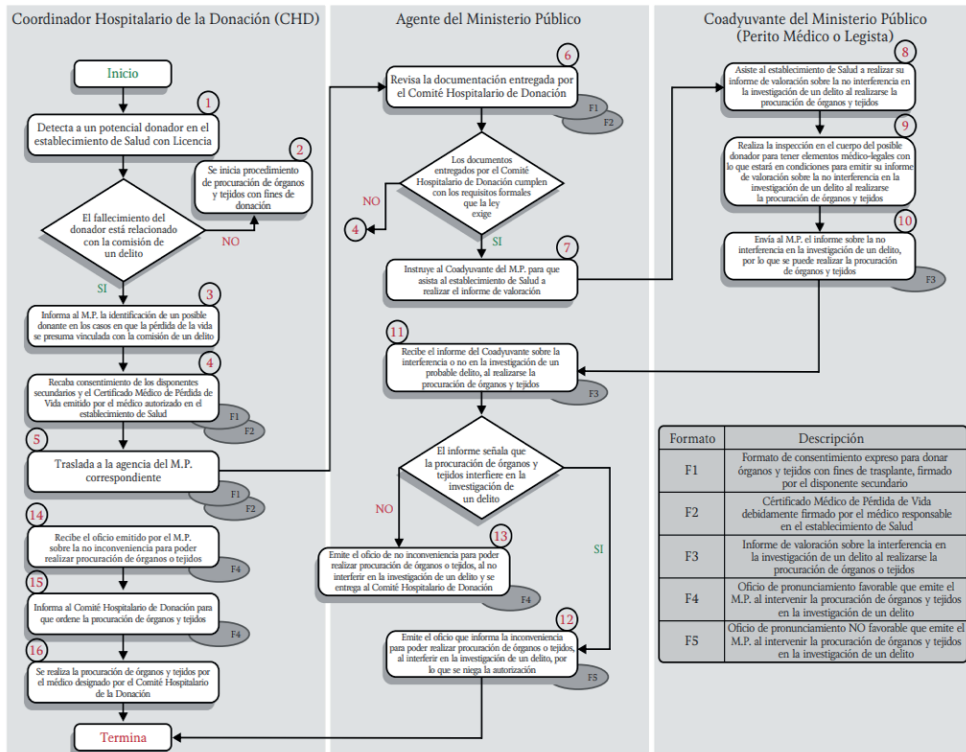 Coordinador Hospitalario de la Donación (CHD)
Inicio
1
Detecta a un potencial donador en el
establecimiento de Salud con Licencia
2
Se inicia procedimiento
de procuración de órganos
y tejidos con fines de
donación
El fallecimiento del
donador está relacionado
con la comisión de
un delito
NO
SI
3
Informa al M.P. la identificación de un posible
donante en los casos en que la pérdida de la vida
se presuma vinculada con la comisión de un delito
4
Recaba consentimiento de los disponentes
secundarios y el Certificado Médico de Pérdida de
Vida emitido por el médico autorizado en el
establecimiento de Salud
F1
F2
5
Traslada a la agencia del M.P.
correspondiente
F1
F2
14
Recibe el oficio emitido por el M.P.
sobre la no inconveniencia para poder
realizar procuración de órganos o tejidos
F4
15
Informa al Comité Hospitalario de Donación para
que ordene la procuración de órganos y tejidos
F4
16
Se realiza la procuración de órganos y tejidos por
el médico designado por el Comité Hospitalario
de la Donación
Termina
Agente del Ministerio Público
6
Revisa la documentación entregada por
el Comité Hospitalario de Donación
F1
F2
Los documentos
entregados por el Comité
Hospitalario de Donación cumplen
con los requisitos formales
que la ley
exige
NO
4
SI
7
Instruye al Coadyuvante del M.P. para que
asista al establecimiento de Salud a
realizar el informe de valoración
11
Recibe el informe del Coadyuvante sobre la
interferencia o no en la investigación de un
probable delito, al realizarse la
procuración de órganos y tejidos
F3
El informe señala que
la procuración de órganos y
tejidos interfiere en la
investigación de
un delito
NO
SI
13
Emite el oficio de no inconveniencia para poder
realizar procuración de órganos o tejidos, al no
interferir en la investigación de un delito y se
entrega al Comité Hospitalario de Donación
F4
12
Emite el oficio que informa la inconveniencia
para poder realizar procuración de órganos o tejidos,
al interferir en la investigación de un delito, por
lo que se niega la autorización
F5
Coadyuvante del Ministerio Público
(Perito Médico o Legista)
8
Asiste al establecimiento de Salud a realizar su
informe de valoración sobre la no interferencia en
la investigación de un delito al realizarse la
procuración de órganos y tejidos
9
Realiza la inspección en el cuerpo del posible
donador para tener elementos médico-legales con
lo que estará en condiciones para emitir su informe
de valoración sobre la no interferencia en la
investigación de un delito al realizarse
la procuración de órganos y tejidos
10
Envía al M.P. el informe sobre la no
interferencia en la investigación de un delito,
por lo que se puede realizar la procuración
de órganos y tejidos
F3
Formato Descripción
F1 Formato de consentimiento expreso para donar
órganos y tejidos con fines de trasplante, firmado
por el disponente secundario
F2 Cértificado Médico de Pérdida de Vida
debidamente firmado por el médico responsable
en el establecimiento de Salud
F3 Informe de valoración sobre la interferencia en
la investigación de un delito al realizarse la
procuración de órganos o tejidos
F4 Oficio de pronunciamiento favorable que emite el
M.P. al intervenir la procuración de órganos y tejidos
en la investigación de un delito
F5 Oficio de pronunciamiento NO favorable que emite el
M.P. al intervenir la procuración de órganos y tejidos
en la investigación de un delito